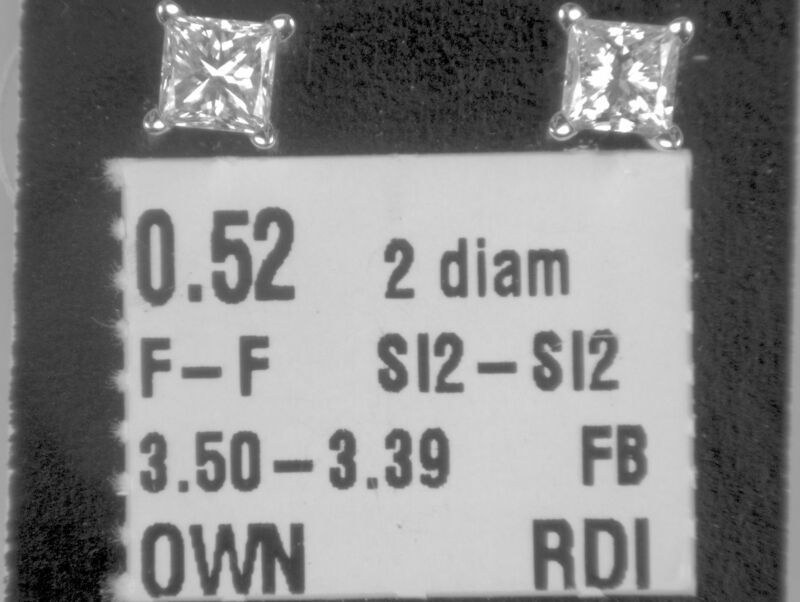 0.52 2 diam
F-F SI2-SI2
3.50-3.39 FB
OWN RDI